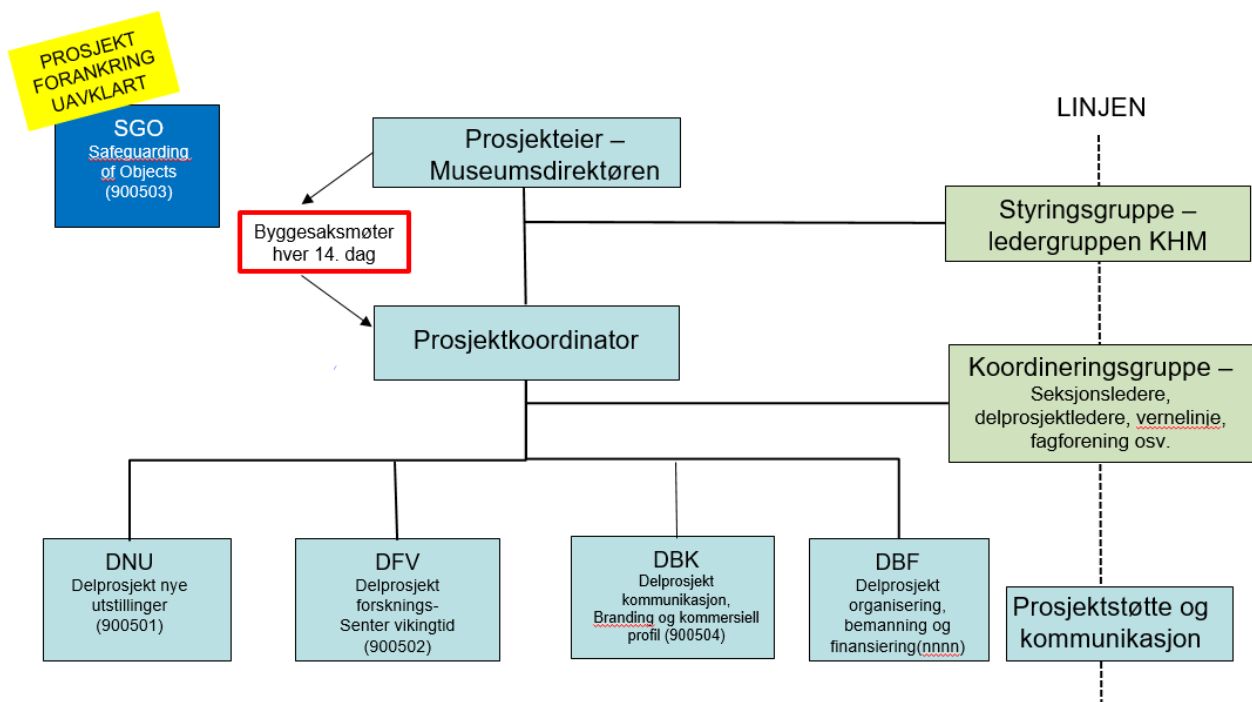 PROSJEKT
FORANKRING
UAVKLART
SGO
Safeguarding
of Objects
(900503)
Prosjekteier –
Museumsdirektøren
LINJEN
Byggesaksmøter
hver 14. dag
Styringsgruppe –
ledergruppen KHM
Prosjektkoordinator
Koordineringsgruppe –
Seksjonsledere,
delprosjektledere, vernelinje,
fagforening osv.
DNU
Delprosjekt nye
utstillinger
(900501)
DFV
Delprosjekt
forsknings-
Senter vikingtid
(900502)
DBK
Delprosjekt
kommunikasjon,
Branding og kommersiell
profil (900504)
DBF
Delprosjekt
organisering,
bemanning og
finansiering(nnnn)
Prosjektstøtte og
kommunikasjon